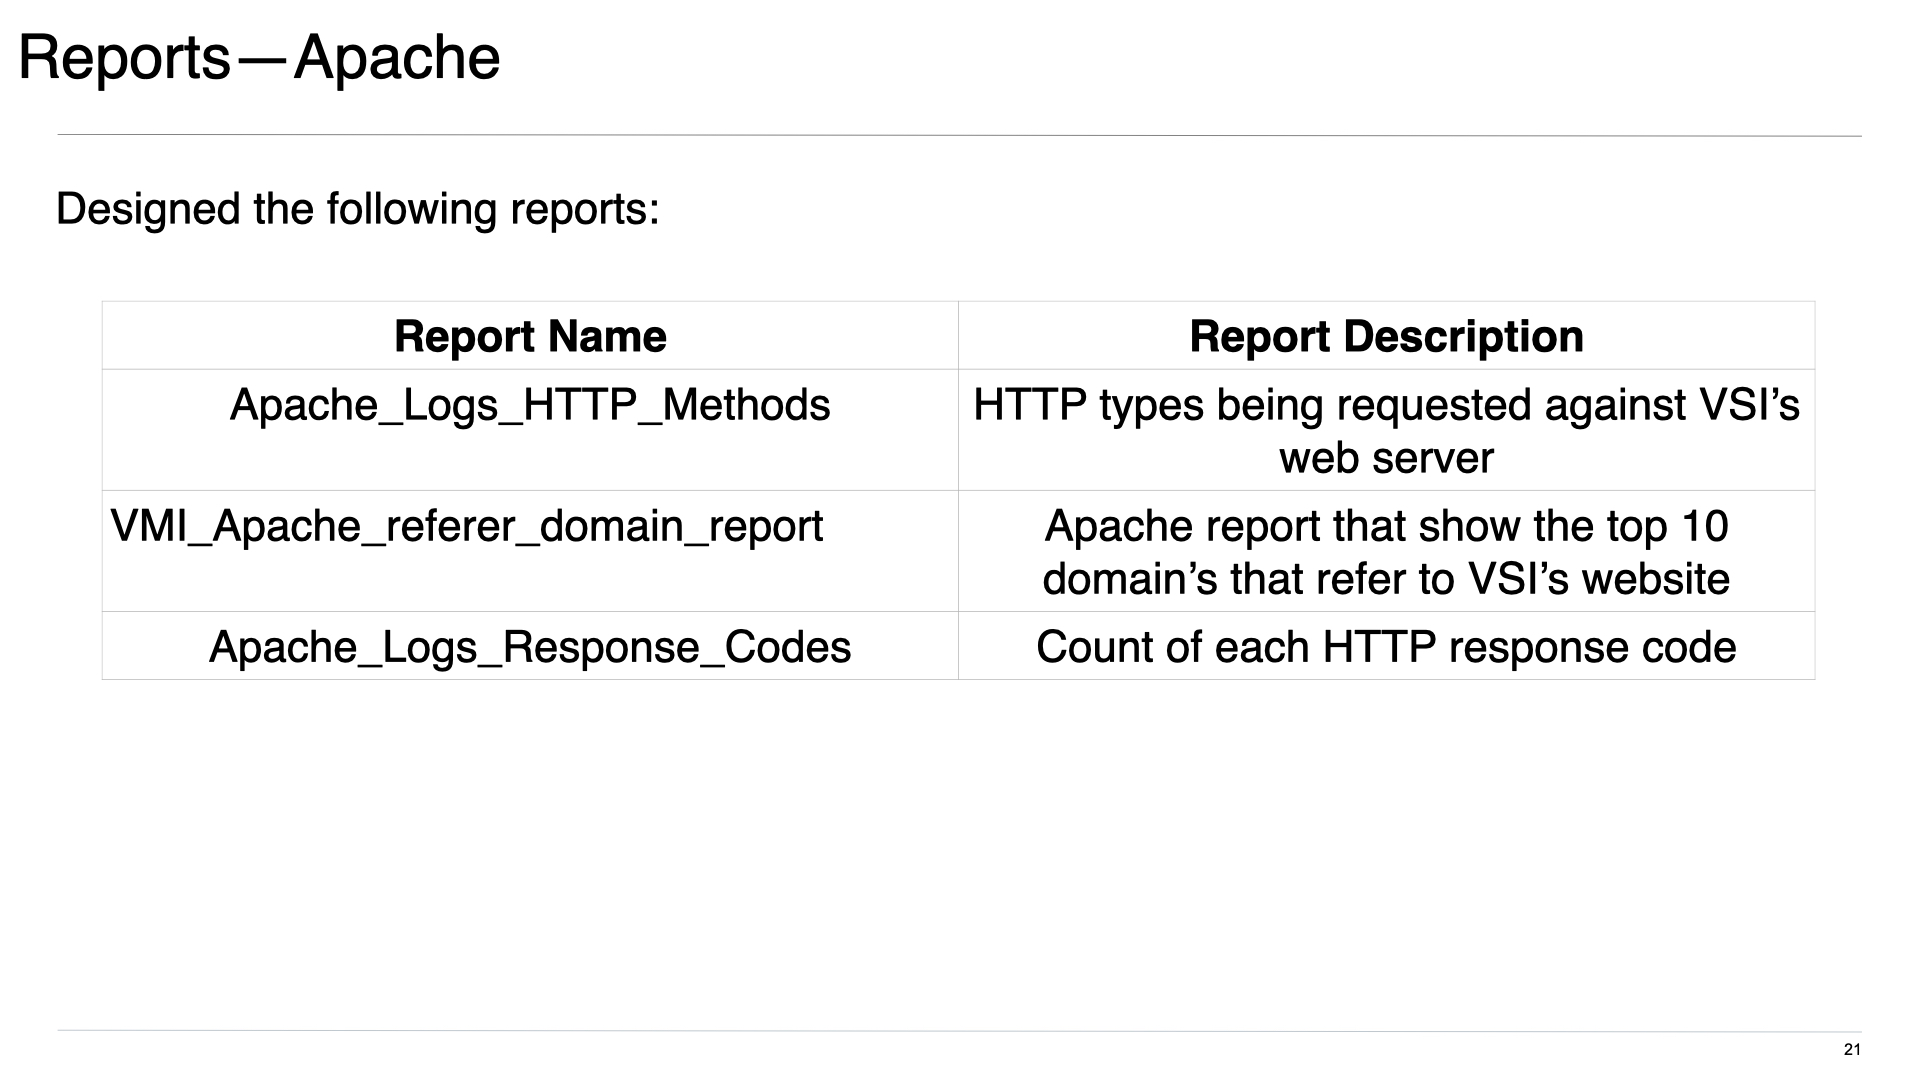 Reports—Apache
Designed the following reports:
Report Name
Report Description
Apache_Logs_HTTP_Methods
HTTP types being requested against VSI’s
web server
VMI_Apache_referer_domain_report
Apache report that show the top 10
domain’s that refer to VSI’s website
Apache_Logs_Response_Codes
Count of each HTTP response code
21